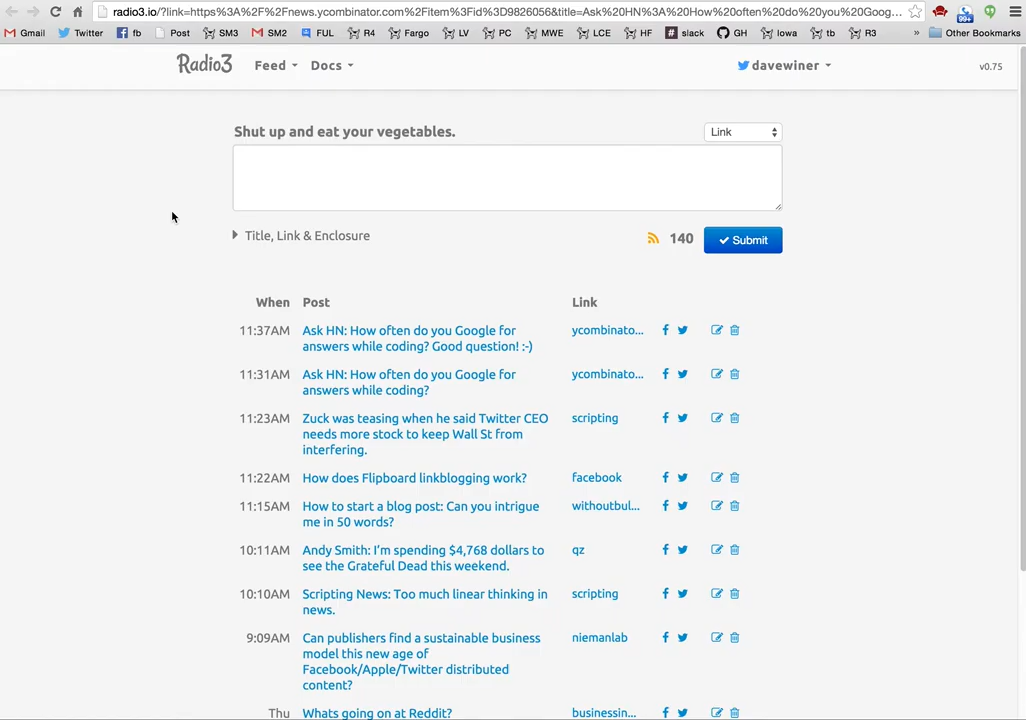 radio3.io/?link=https%3A%2F%2Fnews.ycombinator.com%2Fitem%3Fid%3D9826056&title=Ask%20HN%3A%20How%20often%20do%20you%20Goog...
99+
Gmail Twitter fb Post SM3 SM2 FUL R4 Fargo LV PC MWE LCE HF slack GH Iowa tb R3 » Other Bookmarks
Radio3 Feed Docs davewiner v0.75
Shut up and eat your vegetables. Link
Title, Link & Enclosure 140 Submit
When Post Link
11:37AM Ask HN: How often do you Google for ycombinato...
answers while coding? Good question! :-)
11:31AM Ask HN: How often do you Google for ycombinato...
answers while coding?
11:23AM Zuck was teasing when he said Twitter CEO scripting
needs more stock to keep Wall St from
interfering.
11:22AM How does Flipboard linkblogging work? facebook
11:15AM How to start a blog post: Can you intrigue withoutbul...
me in 50 words?
10:11AM Andy Smith: I'm spending $4,768 dollars to qz
see the Grateful Dead this weekend.
10:10AM Scripting News: Too much linear thinking in scripting
news.
9:09AM Can publishers find a sustainable business niemanlab
model this new age of
Facebook/Apple/Twitter distributed
content?
Thu Whats going on at Reddit? businessin...